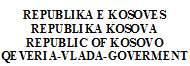 REPUBLIKA E KOSOVES
REPUBLIKA KOSOVA
REPUBLIC OF KOSOVO
QEVERIA-VLADA-GOVERMENT